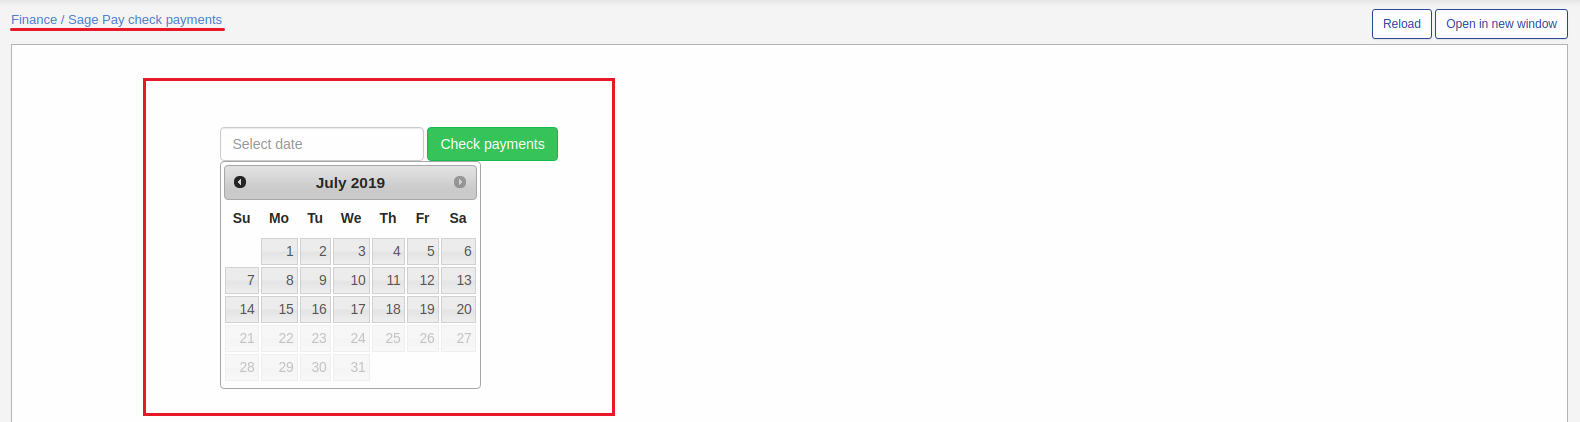 Finance / Sage Pay check payments
Reload Open in new window
Select date Check payments
July 2019
Su Mo Tu We Th Fr Sa
1 2 3 4 5 6
7 8 9 10 11 12 13
14 15 16 17 18 19 20
21 22 23 24 25 26 27
28 29 30 31